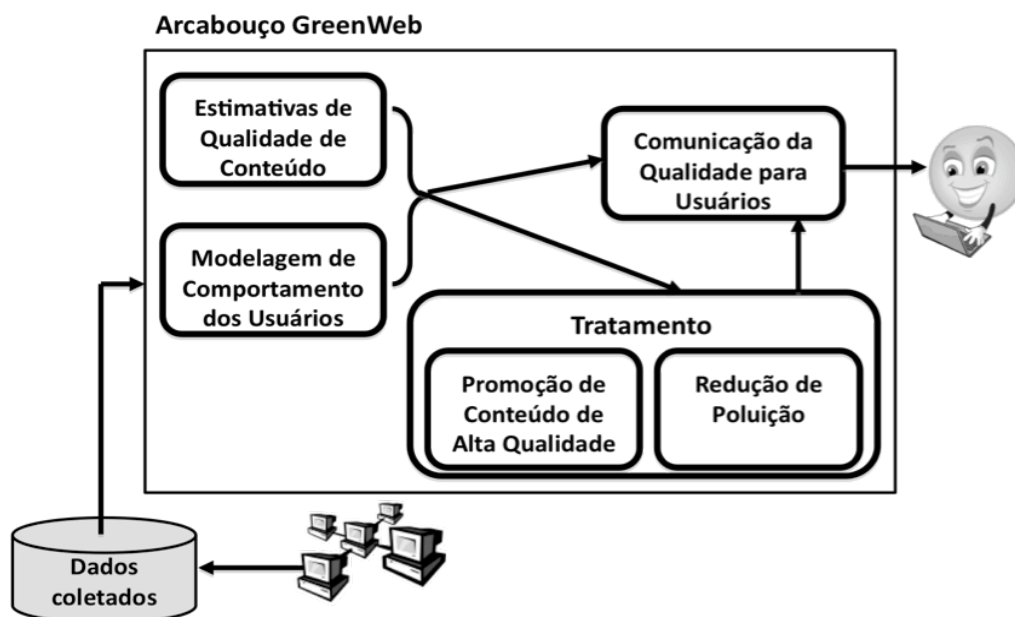 Arcabouço GreenWeb
Estimativas de
Qualidade de
Conteúdo
Modelagem de
Comportamento
dos Usuários
Comunicação da
Qualidade para
Usuários
Tratamento
Promoção de
Conteúdo de
Alta Qualidade
Redução de
Poluição
Dados
coletados